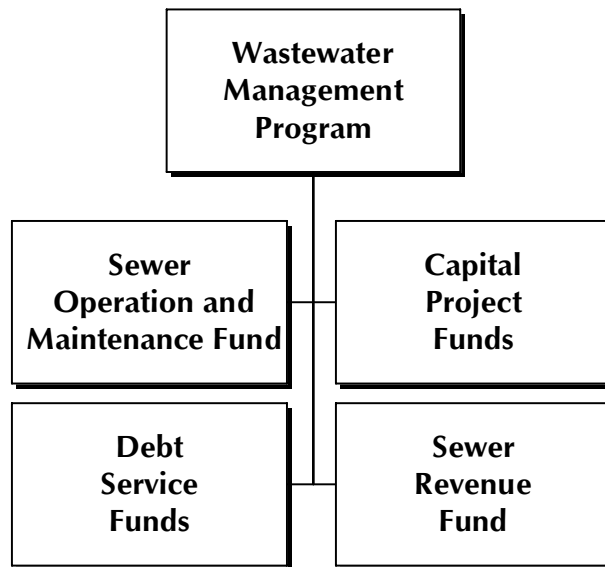 Wastewater
Management
Program
Sewer
Operation and
Maintenance Fund
Capital
Project
Funds
Debt
Service
Funds
Sewer
Revenue
Fund